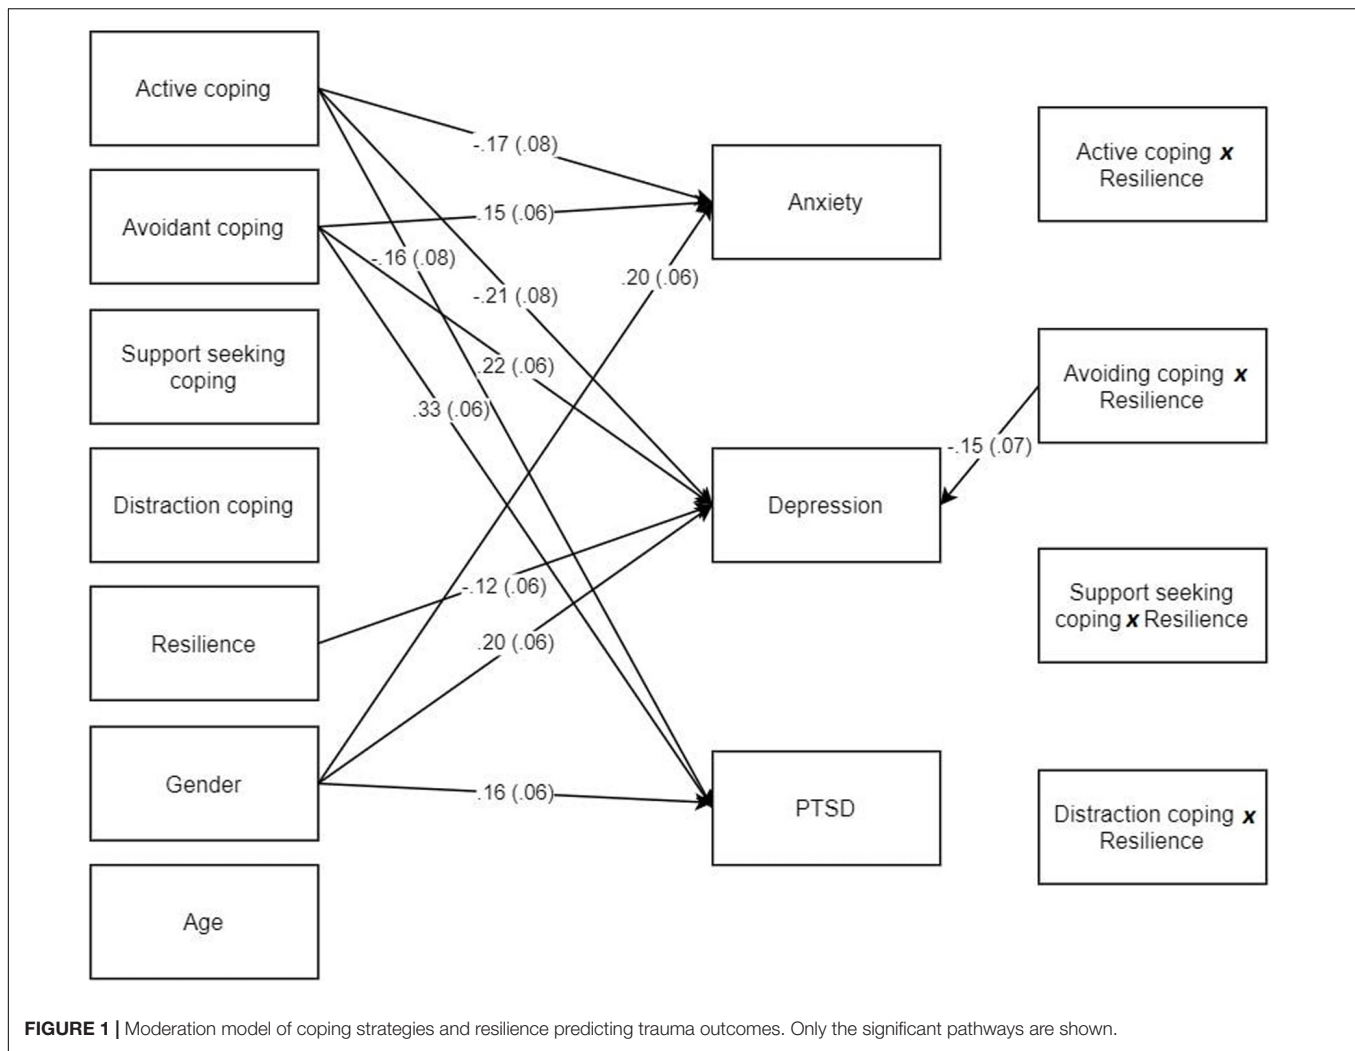 Active coping
Avoidant coping
Support seeking
coping
Distraction coping
Resilience
Gender
Age
-.17 (.08)
.15 (.06)
-.16 (.08)
-.21 (.08)
.20 (.06)
.22 (.06)
.33 (.06)
-.12 (.06)
.20 (.06)
.16 (.06)
Anxiety
Depression
PTSD
-.15 (.07)
Active coping x
Resilience
Avoiding coping x
Resilience
Support seeking
coping x Resilience
Distraction coping x
Resilience
FIGURE 1 | Moderation model of coping strategies and resilience predicting trauma outcomes. Only the significant pathways are shown.